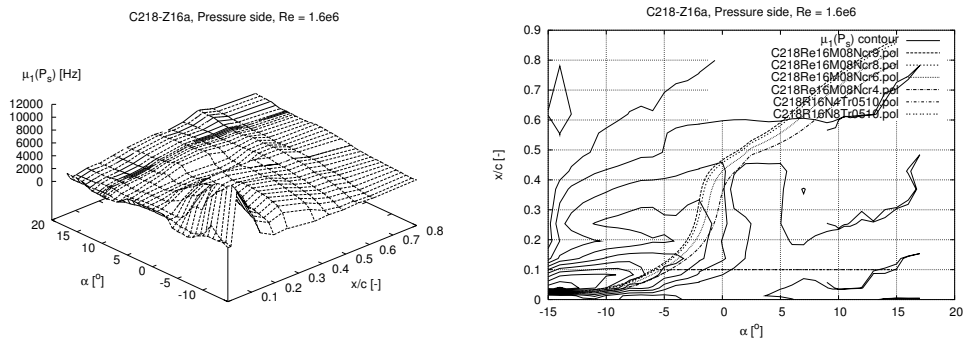 C218-Z16a, Pressure side, Re = 1.6e6
μ1(Ps) [Hz]
12000
10000
8000
6000
4000
2000
0
20
15
10
5
0
-5
-10
α [°]
0.1
0.2
0.3
0.4
0.5
0.6
0.7
0.8
x/c [-]
C218-Z16a, Pressure side, Re = 1.6e6
μ1(Ps) contour
C218Re16M08Ncr9.pol
C218Re16M08Ncr8.pol
C218Re16M08Ncr6.pol
C218Re16M08Ncr4.pol
C218R16N4Tr0510.pol
C218R16N8Tr0510.pol
0.9
0.8
0.7
0.6
0.5
0.4
0.3
0.2
0.1
0
x/c [-]
-15
-10
-5
0
5
10
15
20
α [°]